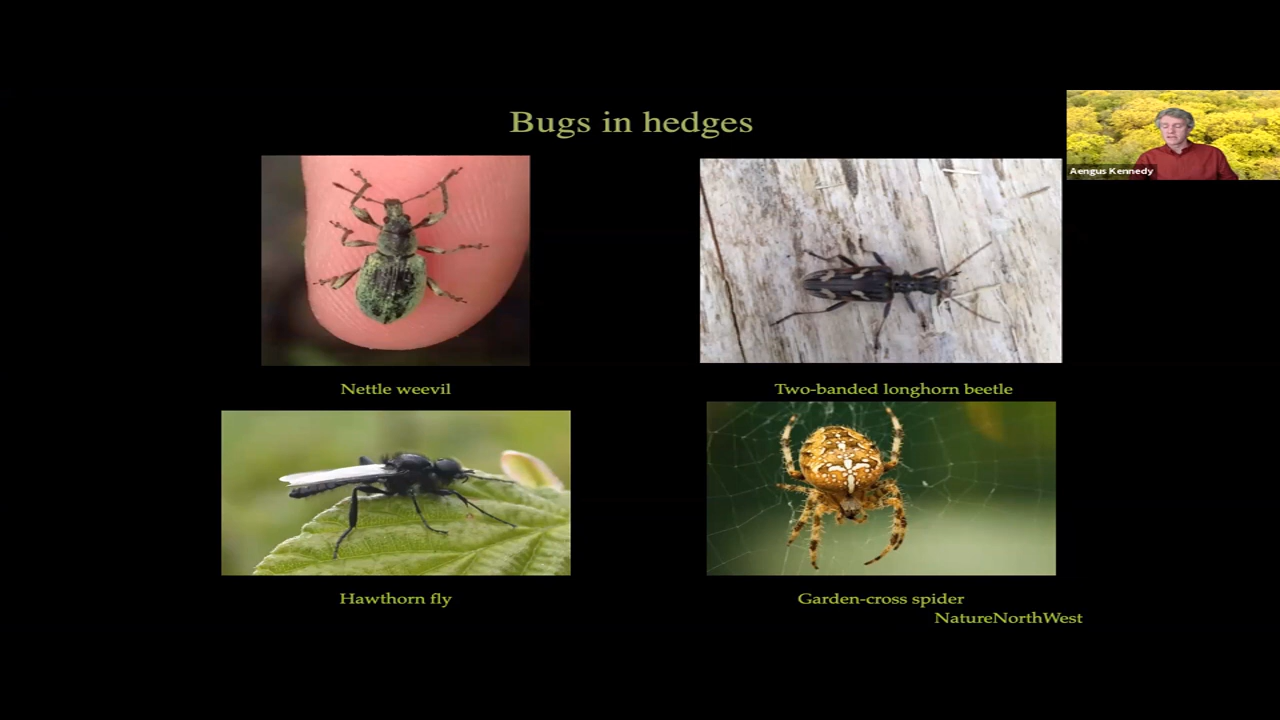 Bugs in hedges
Aengus Kennedy
Nettle weevil
Two-banded longhorn beetle
Hawthorn fly
Garden-cross spider
NatureNorthWest